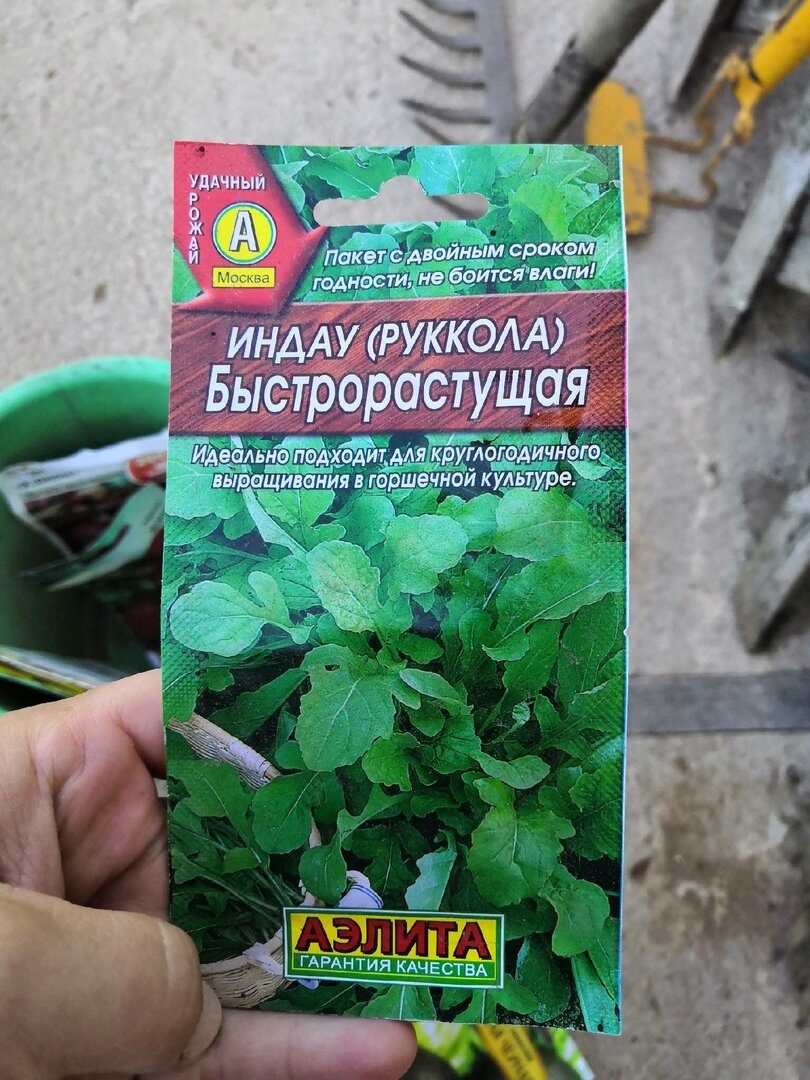 УДАЧНЫЙ
УРОЖАЙ
А
Москва
Пакет с двойным сроком
годности, не боится влаги!
ИНДАУ (РУККОЛА)
Быстрорастущая
Идеально подходит для круглогодичного
выращивания в горшечной культуре.
АЭЛИТА
ГАРАНТИЯ КАЧЕСТВА